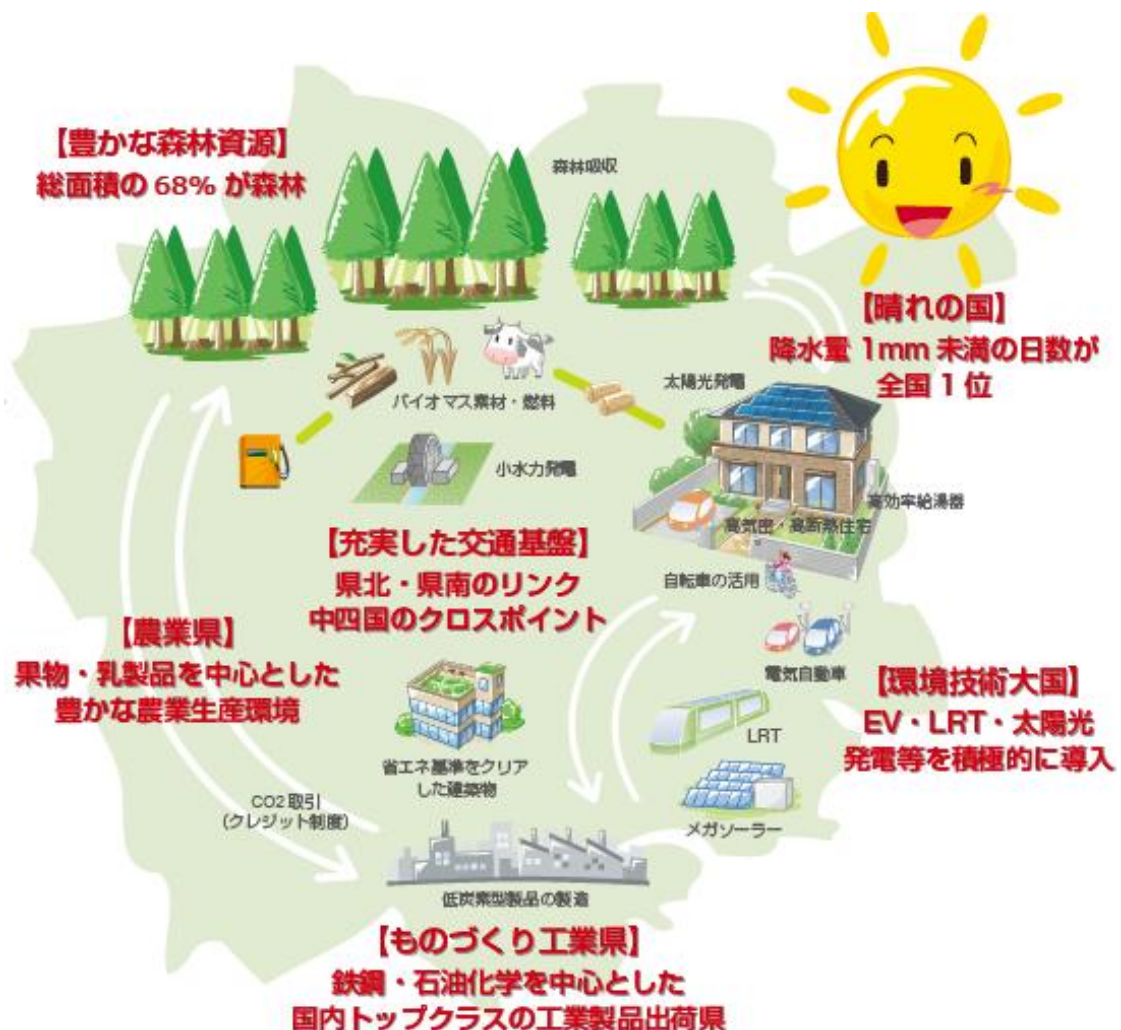 【豊かな森林資源】
総面積の 68% が森林
森林吸収
【晴れの国】
降水量 1mm 未満の日数が
全国 1 位
太陽光発電
バイオマス素材・燃料
小水力発電
高効率給湯器
高気密・高断熱住宅
【充実した交通基盤】
県北・県南のリンク
中四国のクロスポイント
自転車の活用
【農業県】
果物・乳製品を中心とした
豊かな農業生産環境
電気自動車
【環境技術大国】
EV・LRT・太陽光
発電等を積極的に導入
LRT
省エネ基準をクリア
した建築物
CO2 取引
(クレジット制度)
メガソーラー
低炭素型製品の製造
【ものづくり工業県】
鉄鋼・石油化学を中心とした
国内トップクラスの工業製品出荷県